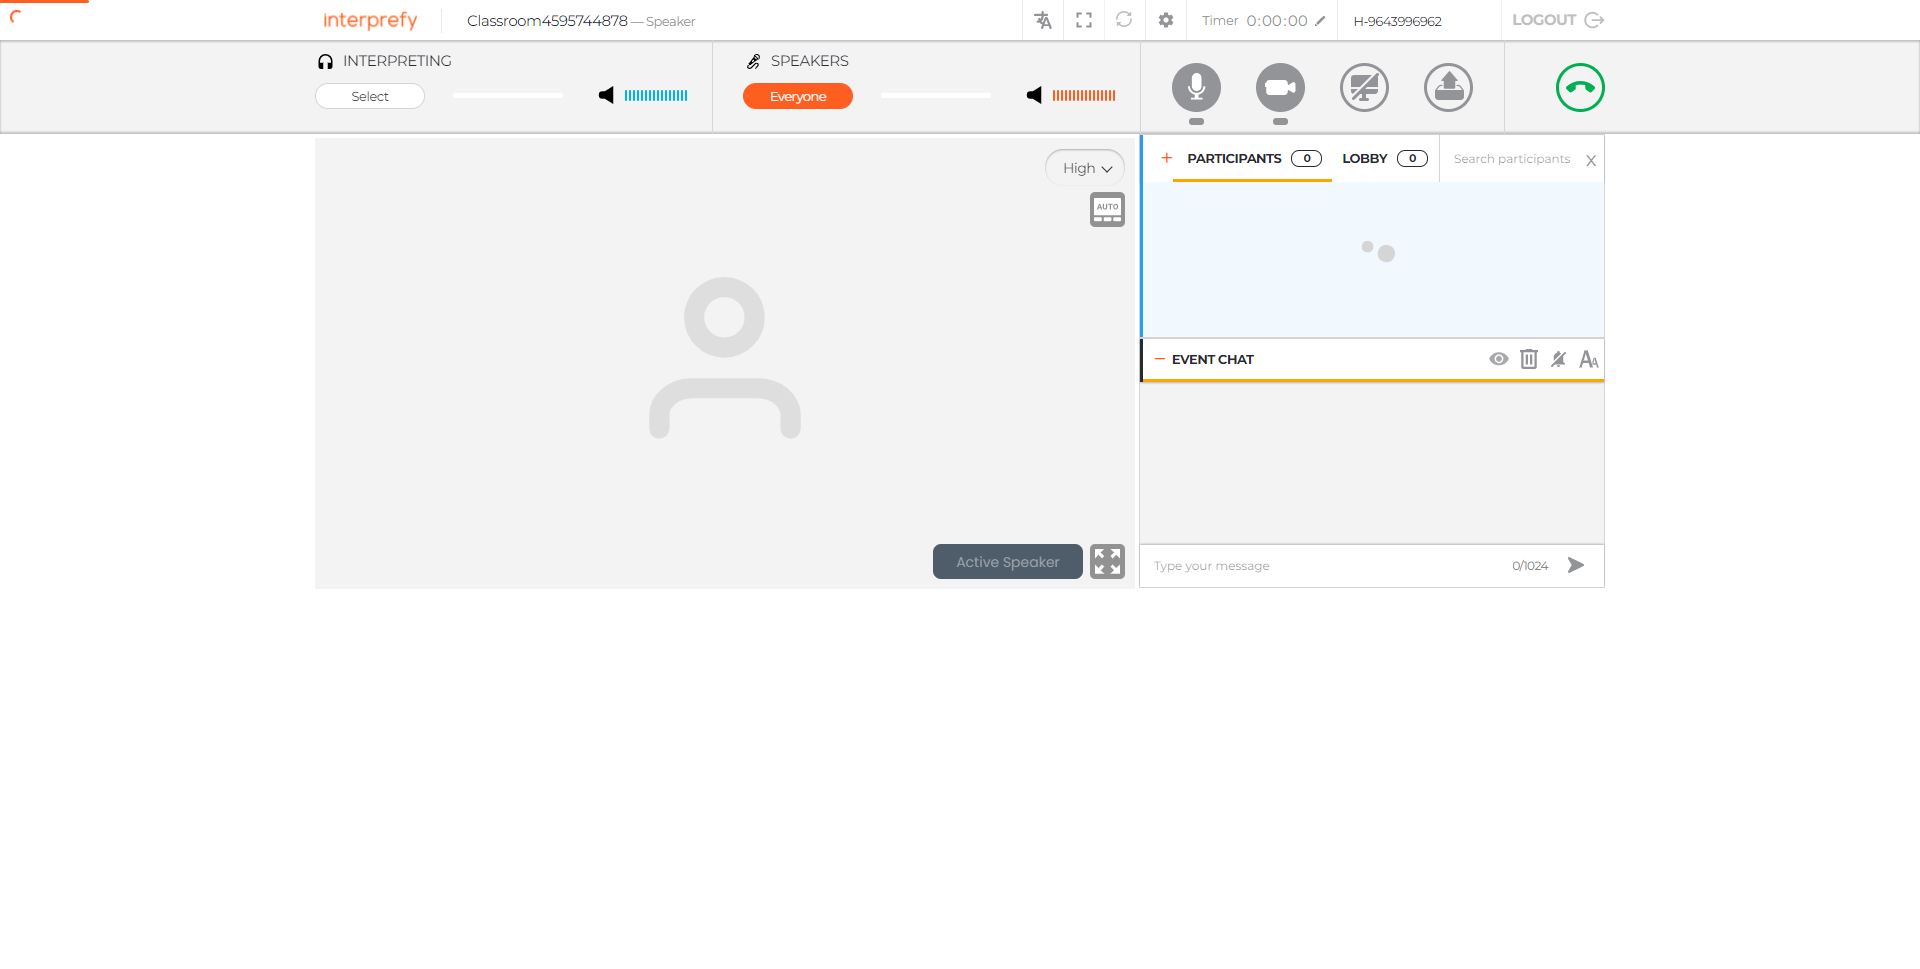 interprefy
Classroom4595744878 — Speaker
Timer 0:00:00
H-9643996962
LOGOUT
INTERPRETING
Select
SPEAKERS
Everyone
High
AUTO
Active Speaker
+ PARTICIPANTS 0
LOBBY 0
Search participants X
− EVENT CHAT
AA
Type your message
0/1024